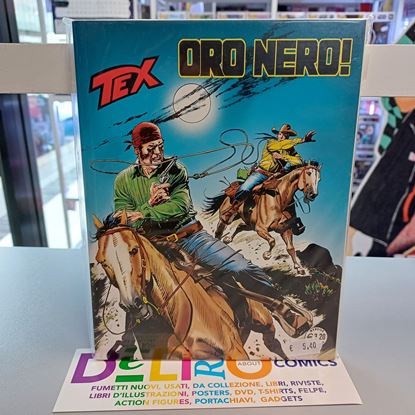 TEX
ORO NERO!
€ 5,40
DELIRIO
ABOUT COMICS
FUMETTI NUOVI, USATI, DA COLLEZIONE, LIBRI, RIVISTE,
LIBRI D'ILLUSTRAZIONI, POSTERS, DVD, T-SHIRTS, FELPE,
ACTION FIGURES, PORTACHIAVI, GADGETS